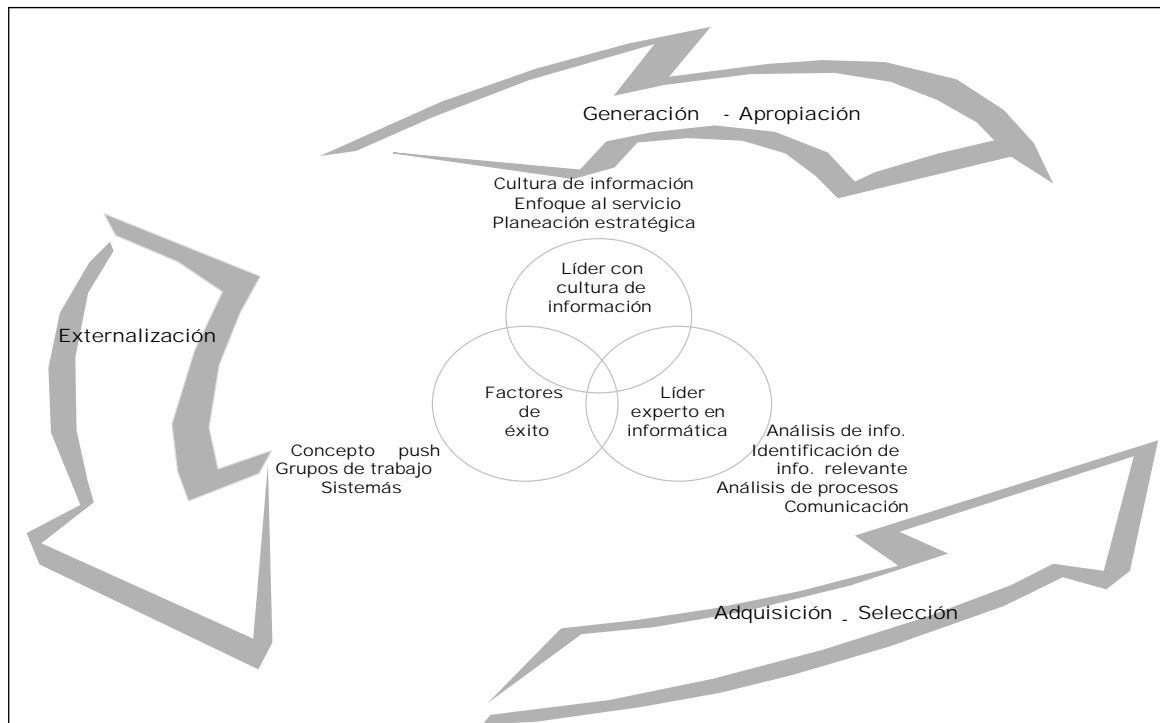 Generación - Apropiación
Cultura de información
Enfoque al servicio
Planeación estratégica
Líder con
cultura de
información
Externalización
Factores
de
éxito
Líder
experto en
informática
Concepto push
Grupos de trabajo
Sistemás
Análisis de info.
Identificación de
info. relevante
Análisis de procesos
Comunicación
Adquisición - Selección